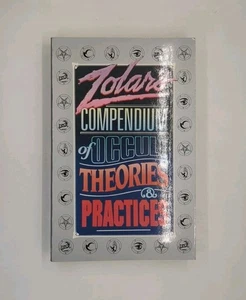 Zolar's
COMPENDIUM
of OCCULT
THEORIES
&
PRACTICES